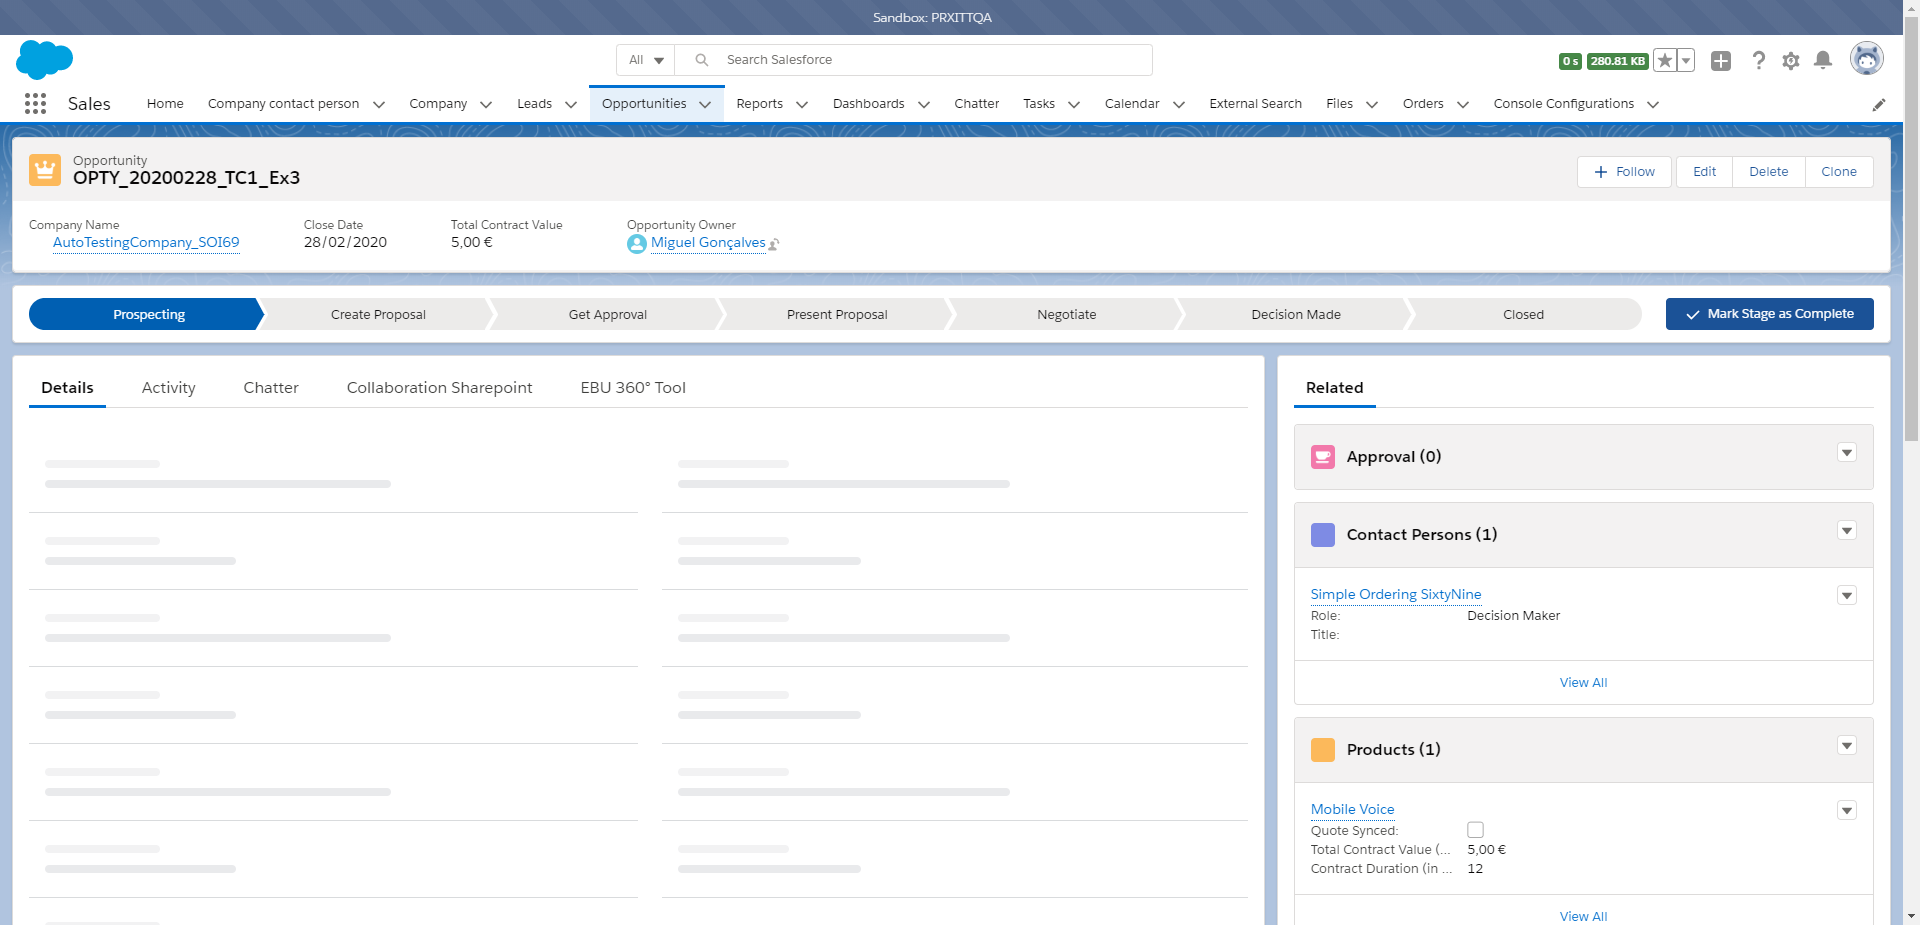 Sandbox: PRXITTQA
All
Search Salesforce
0 s
280.81 KB
Sales
Home
Company contact person
Company
Leads
Opportunities
Reports
Dashboards
Chatter
Tasks
Calendar
External Search
Files
Orders
Console Configurations
Opportunity
OPTY_20200228_TC1_Ex3
Follow
Edit
Delete
Clone
Company Name
AutoTestingCompany_SOI69
Close Date
28/02/2020
Total Contract Value
5,00 €
Opportunity Owner
Miguel Gonçalves
Prospecting
Create Proposal
Get Approval
Present Proposal
Negotiate
Decision Made
Closed
Mark Stage as Complete
Details
Activity
Chatter
Collaboration Sharepoint
EBU 360° Tool
Related
Approval (0)
Contact Persons (1)
Simple Ordering SixtyNine
Role: Decision Maker
Title:
View All
Products (1)
Mobile Voice
Quote Synced:
Total Contract Value (... 5,00 €
Contract Duration (in ... 12
View All